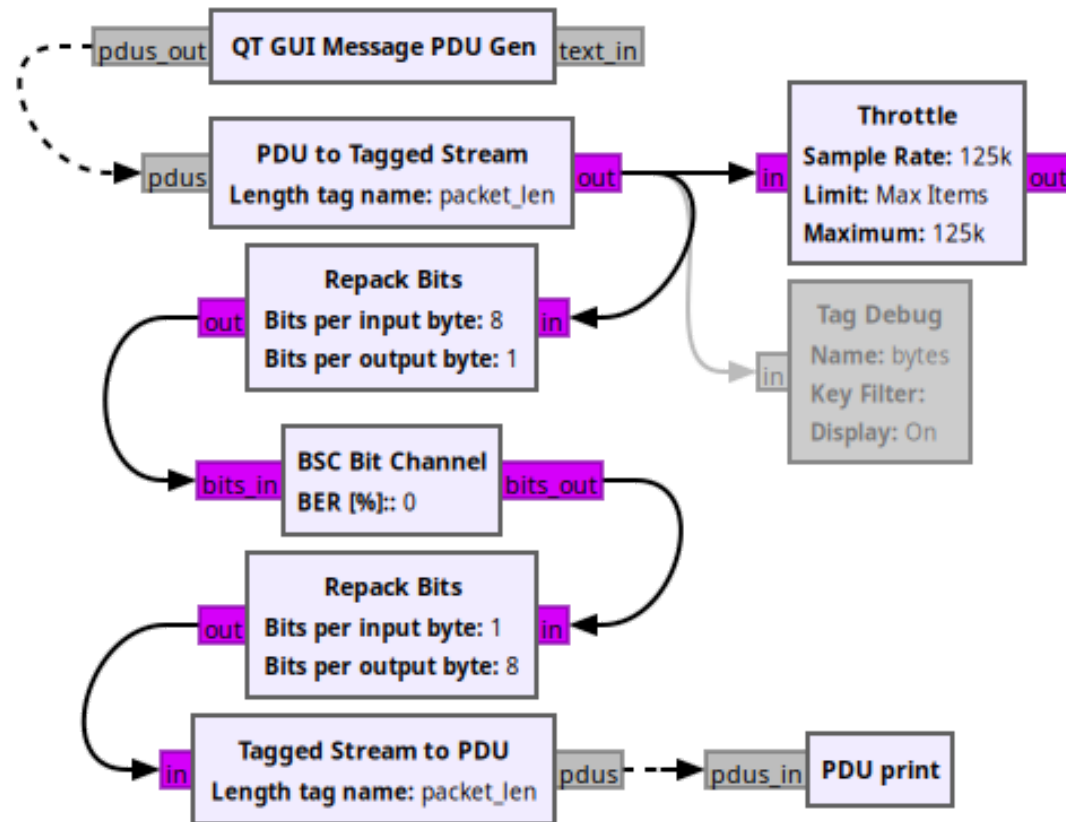 pdus_out
QT GUI Message PDU Gen
text_in
pdus
PDU to Tagged Stream
Length tag name: packet_len
out
in
Throttle
Sample Rate: 125k
Limit: Max Items
Maximum: 125k
out
out
Repack Bits
Bits per input byte: 8
Bits per output byte: 1
in
in
Tag Debug
Name: bytes
Key Filter:
Display: On
bits_in
BSC Bit Channel
BER [%]:: 0
bits_out
out
Repack Bits
Bits per input byte: 1
Bits per output byte: 8
in
in
Tagged Stream to PDU
Length tag name: packet_len
pdus
pdus_in
PDU print